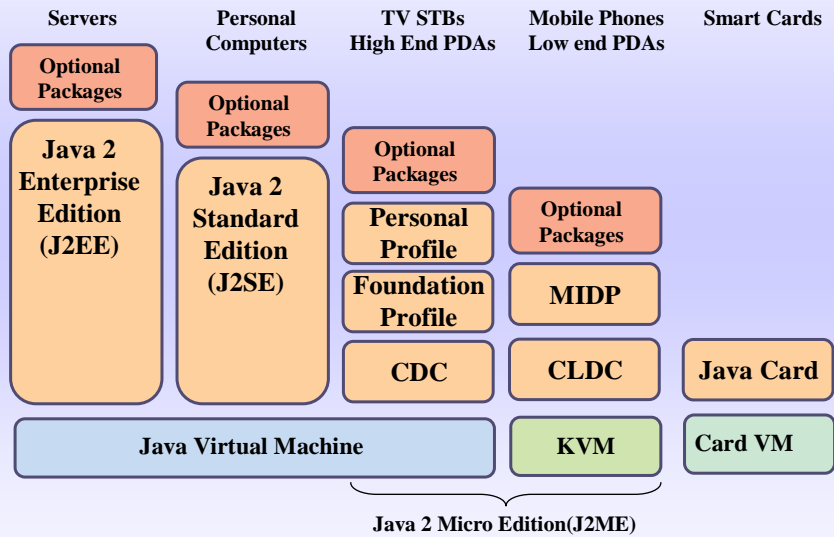 Servers
Personal
Computers
TV STBs
High End PDAs
Mobile Phones
Low end PDAs
Smart Cards
Optional
Packages
Java 2
Enterprise
Edition
(J2EE)
Optional
Packages
Java 2
Standard
Edition
(J2SE)
Optional
Packages
Personal
Profile
Foundation
Profile
CDC
Optional
Packages
MIDP
CLDC
Java Card
Java Virtual Machine
KVM
Card VM
Java 2 Micro Edition(J2ME)